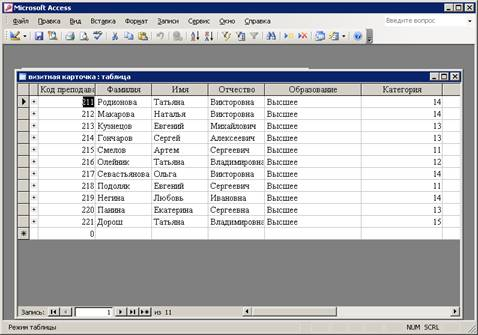 Microsoft Access
Файл Правка Вид Вставка Формат Записи Сервис Окно Справка Введите вопрос
визитная карточка : таблица
Код преподава Фамилия Имя Отчество Образование Категория
211 Родионова Татьяна Викторовна Высшее 14
212 Макарова Наталья Викторовна Высшее 14
213 Кузнецов Евгений Михайлович Высшее 13
214 Гончаров Сергей Алексеевич Высшее 13
215 Смелов Артем Сергеевич Высшее 11
216 Олейник Татьяна Владимировна Высшее 12
217 Севастьянова Ольга Викторовна Высшее 14
218 Подоляк Евгений Сергеевич Высшее 11
219 Негина Любовь Ивановна Высшее 14
220 Панина Екатерина Сергеевна Высшее 13
221 Дорош Татьяна Владимировна Высшее 15
0
Запись: 1 из 11
Режим таблицы NUM SCRL